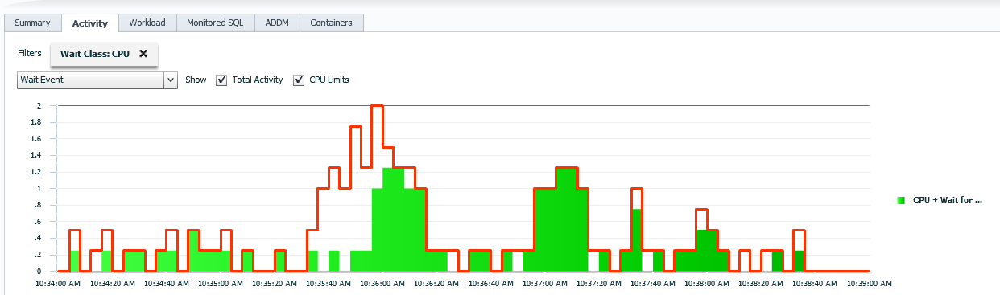 Summary Activity Workload Monitored SQL ADDM Containers
Filters Wait Class: CPU
Wait Event Show Total Activity CPU Limits
2
1.8
1.6
1.4
1.2
1
.8
.6
.4
.2
0
CPU + Wait for ...
10:34:00 AM 10:34:20 AM 10:34:40 AM 10:35:00 AM 10:35:20 AM 10:35:40 AM 10:36:00 AM 10:36:20 AM 10:36:40 AM 10:37:00 AM 10:37:20 AM 10:37:40 AM 10:38:00 AM 10:38:20 AM 10:38:40 AM 10:39:00 AM